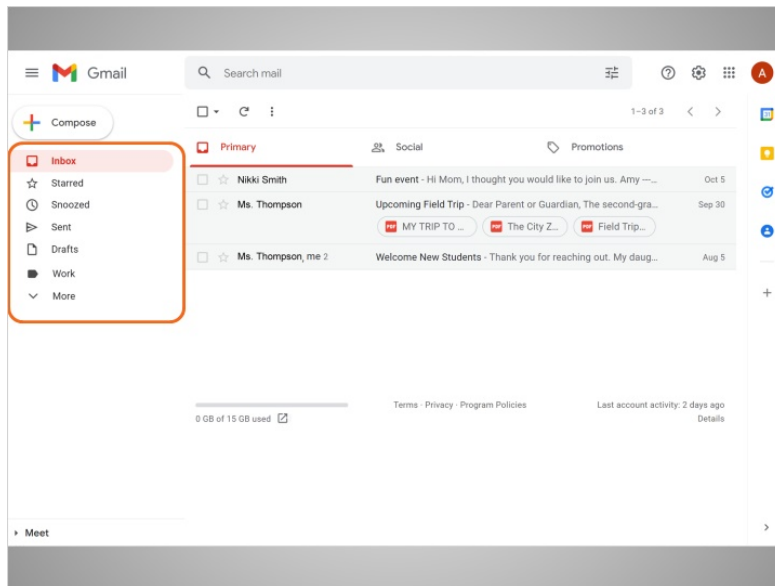 Gmail
Search mail
A
Compose
1–3 of 3
Inbox
Starred
Snoozed
Sent
Drafts
Work
More
Primary
Social
Promotions
Nikki Smith
Fun event - Hi Mom, I thought you would like to join us. Amy ---...
Oct 5
Ms. Thompson
Upcoming Field Trip - Dear Parent or Guardian, The second-gra...
Sep 30
PDF MY TRIP TO ...
PDF The City Z...
PDF Field Trip...
Ms. Thompson, me 2
Welcome New Students - Thank you for reaching out. My daug...
Aug 5
0 GB of 15 GB used
Terms · Privacy · Program Policies
Last account activity: 2 days ago
Details
Meet